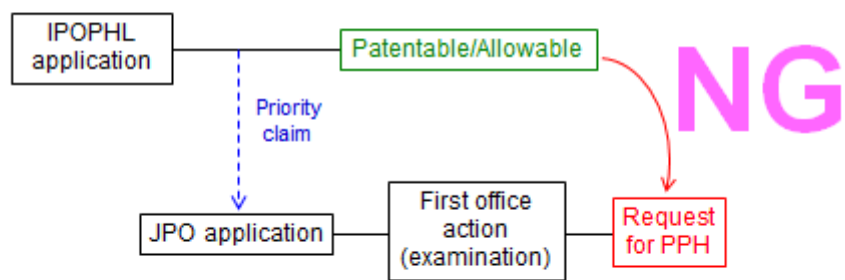 IPOPHL
application
Patentable/Allowable
NG
Priority
claim
JPO application
First office
action
(examination)
Request
for PPH